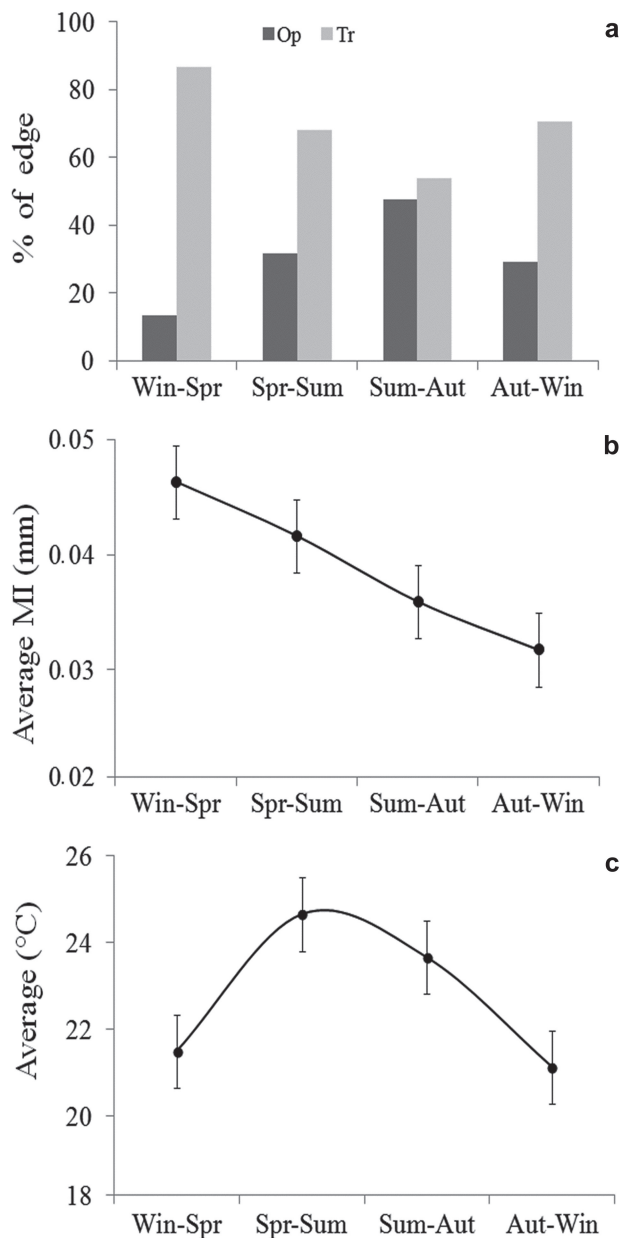 a
Op Tr
% of edge
100
80
60
40
20
0
Win-Spr Spr-Sum Sum-Aut Aut-Win
b
Average MI (mm)
0.05
0.04
0.03
0.02
Win-Spr Spr-Sum Sum-Aut Aut-Win
c
Average (°C)
26
24
22
20
18
Win-Spr Spr-Sum Sum-Aut Aut-Win